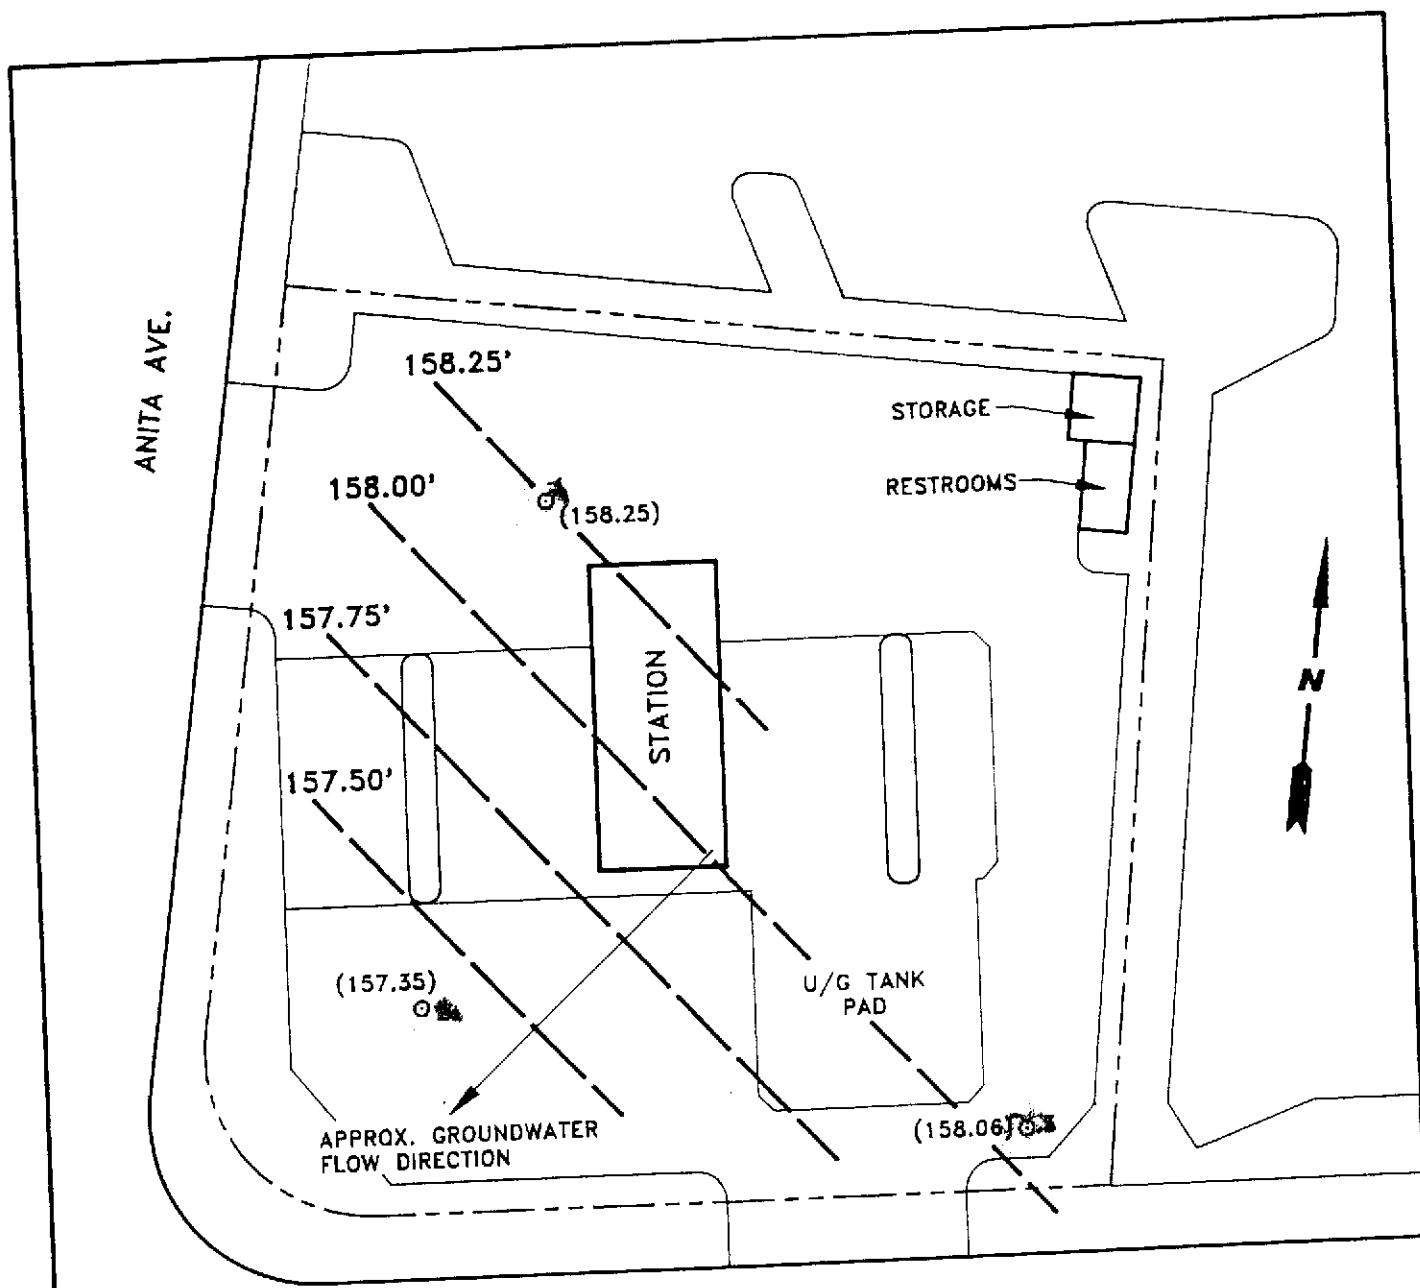 158.25'
ANITA AVE.
STORAGE
158.00'
RESTROOMS
(158.25)
157.75'
STATION
N
157.50'
(157.35)
U/G TANK
PAD
APPROX. GROUNDWATER
FLOW DIRECTION
(158.06)